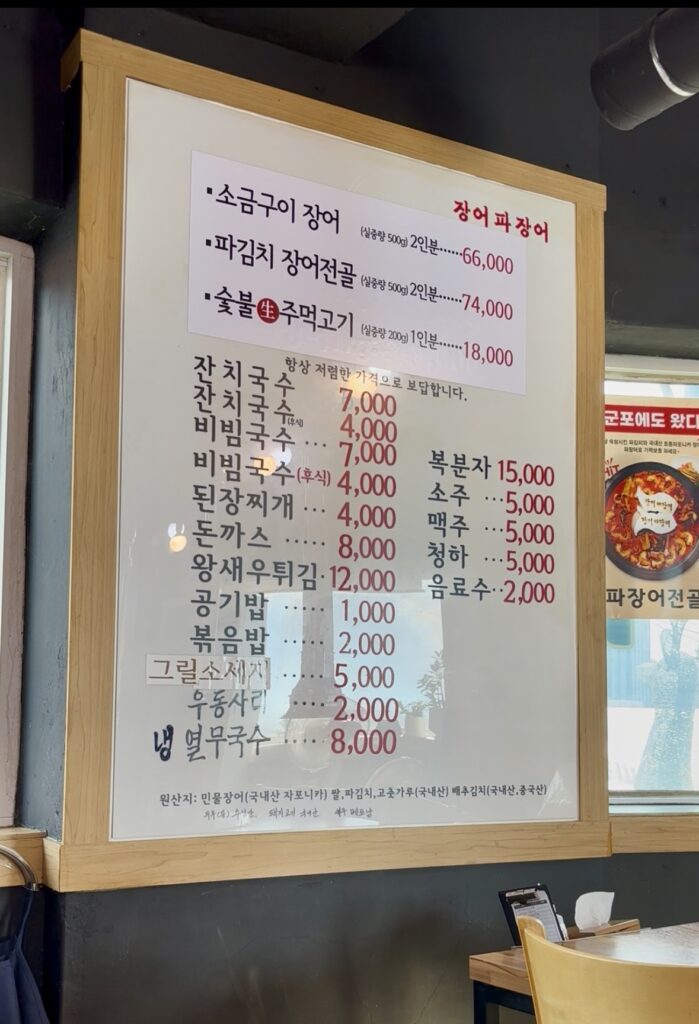 장어파장어
▪소금구이 장어 (실중량 500g) 2인분······66,000
▪파김치 장어전골 (실중량 500g) 2인분······74,000
▪숯불 生 주먹고기 (실중량 200g) 1인분······18,000
항상 저렴한 가격으로 보답합니다.
잔치국수 7,000
잔치국수(후식) 4,000
비빔국수 ··· 7,000
비빔국수(후식) 4,000
된장찌개 ··· 4,000
돈까스 ···· 8,000
왕새우튀김·12,000
공기밥 ····· 1,000
볶음밥 ···· 2,000
그릴소세지 ····· 5,000
우동사리 ···· 2,000
냉 열무국수 ····· 8,000
복분자 15,000
소주 ··· 5,000
맥주 ··· 5,000
청하 ··· 5,000
음료수·· 2,000
원산지: 민물장어(국내산 자포니카) 쌀,파김치,고춧가루(국내산) 배추김치(국내산,중국산)
군포에도 왔다
HIT
파장어전골